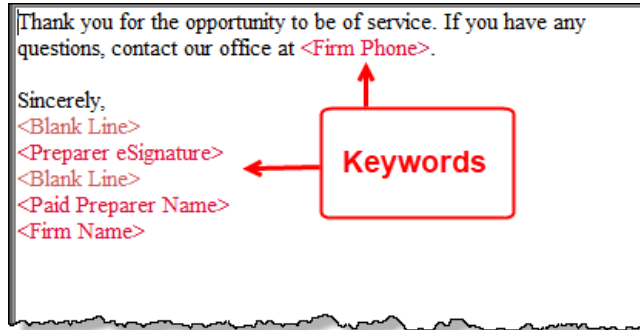 Thank you for the opportunity to be of service. If you have any
questions, contact our office at <Firm Phone>.
Sincerely,
<Blank Line>
<Preparer eSignature>
<Blank Line>
<Paid Preparer Name>
<Firm Name>
Keywords